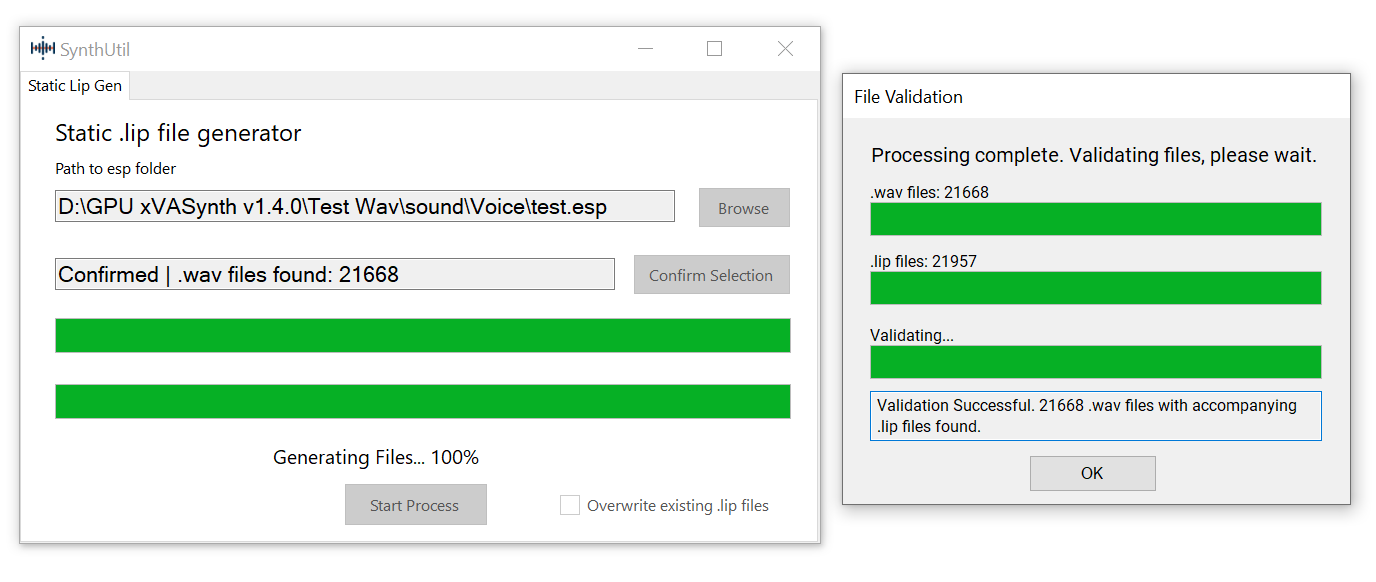 SynthUtil
Static Lip Gen
Static .lip file generator
Path to esp folder
D:\GPU xVASynth v1.4.0\Test Wav\sound\Voice\test.esp
Browse
Confirmed | .wav files found: 21668
Confirm Selection
Generating Files... 100%
Start Process
Overwrite existing .lip files
File Validation
Processing complete. Validating files, please wait.
.wav files: 21668
.lip files: 21957
Validating...
Validation Successful. 21668 .wav files with accompanying
.lip files found.
OK